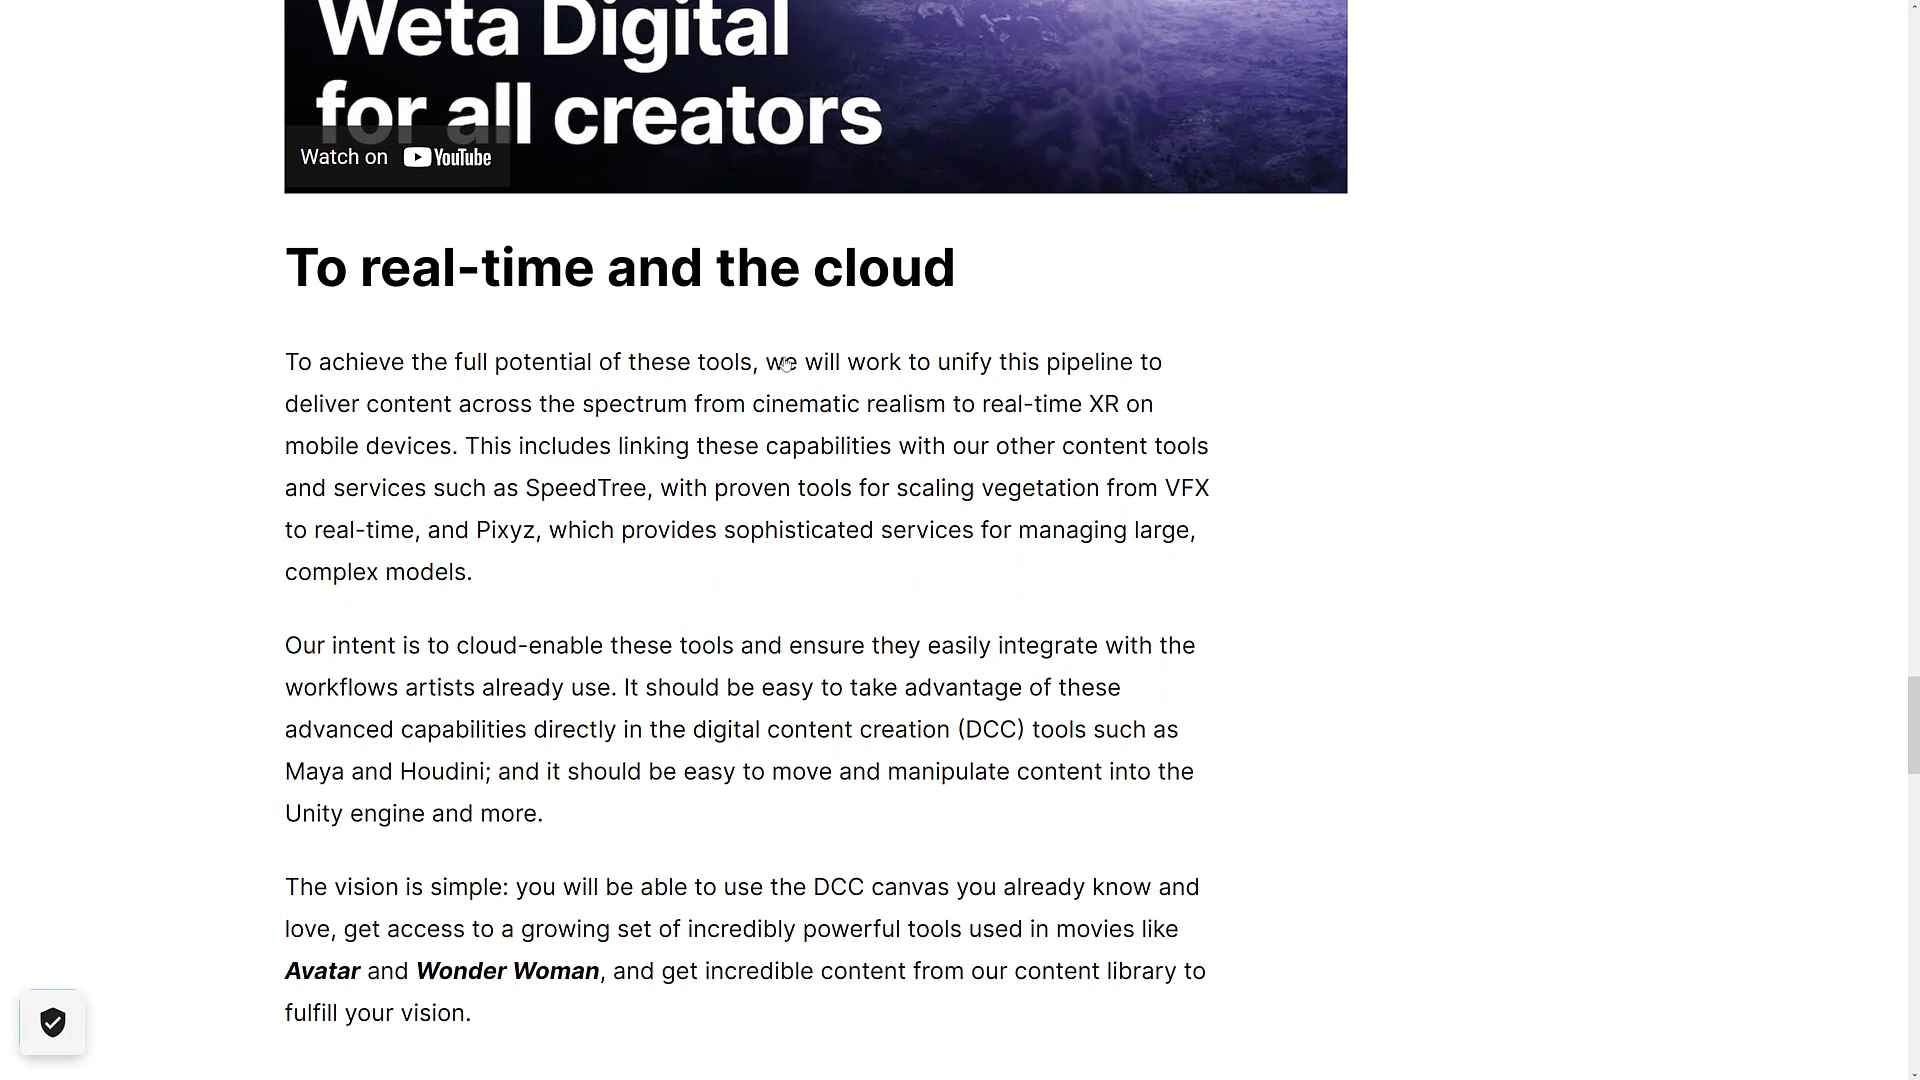 Weta Digital
for all creators
Watch on YouTube
To real-time and the cloud
To achieve the full potential of these tools, we will work to unify this pipeline to
deliver content across the spectrum from cinematic realism to real-time XR on
mobile devices. This includes linking these capabilities with our other content tools
and services such as SpeedTree, with proven tools for scaling vegetation from VFX
to real-time, and Pixyz, which provides sophisticated services for managing large,
complex models.
Our intent is to cloud-enable these tools and ensure they easily integrate with the
workflows artists already use. It should be easy to take advantage of these
advanced capabilities directly in the digital content creation (DCC) tools such as
Maya and Houdini; and it should be easy to move and manipulate content into the
Unity engine and more.
The vision is simple: you will be able to use the DCC canvas you already know and
love, get access to a growing set of incredibly powerful tools used in movies like
Avatar and Wonder Woman, and get incredible content from our content library to
fulfill your vision.